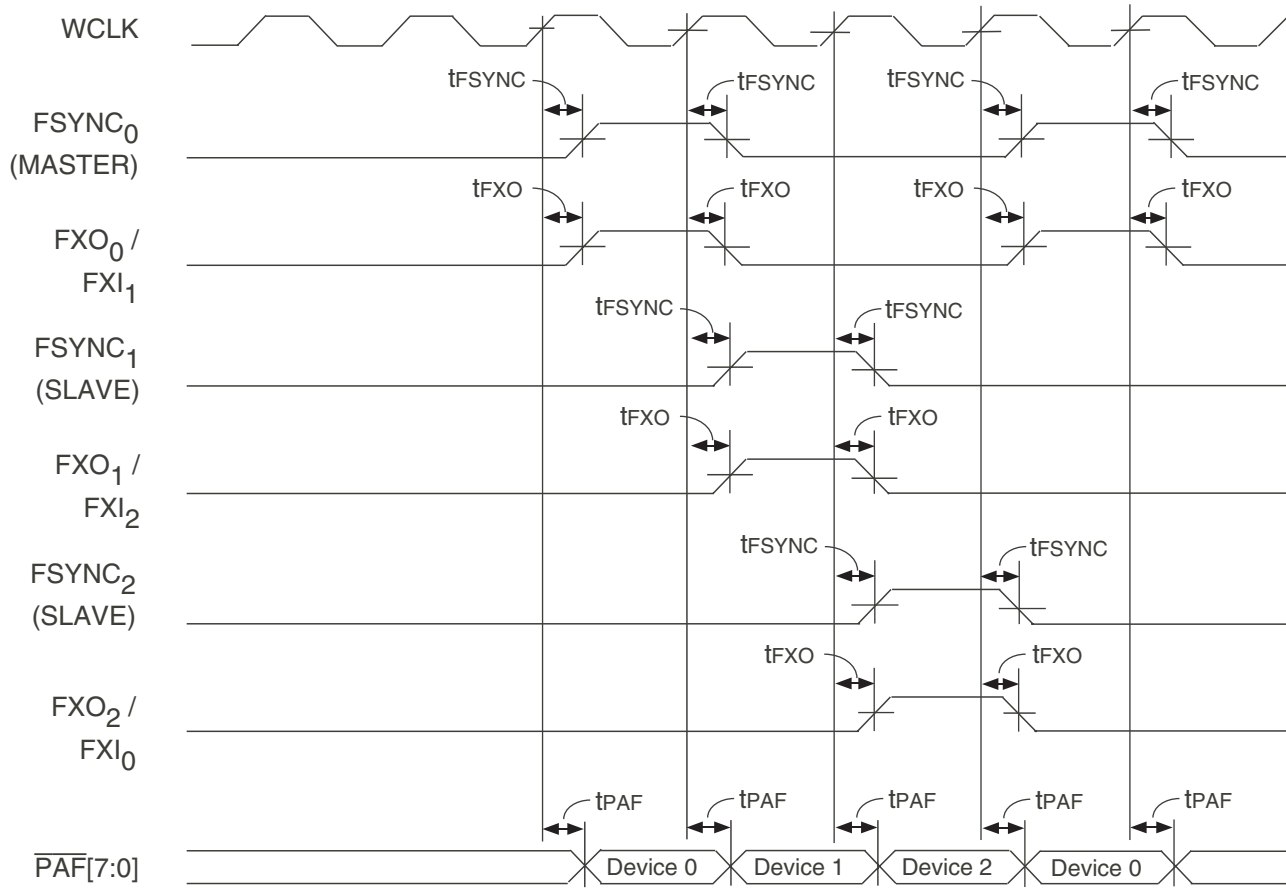 WCLK
tFSYNC tFSYNC tFSYNC tFSYNC
FSYNC0
(MASTER)
tFXO tFXO tFXO tFXO
FXO0 /
FXI1
tFSYNC tFSYNC
FSYNC1
(SLAVE)
tFXO tFXO
FXO1 /
FXI2
tFSYNC tFSYNC
FSYNC2
(SLAVE)
tFXO tFXO
FXO2 /
FXI0
tPAF tPAF tPAF tPAF tPAF
PAF[7:0] Device 0 Device 1 Device 2 Device 0